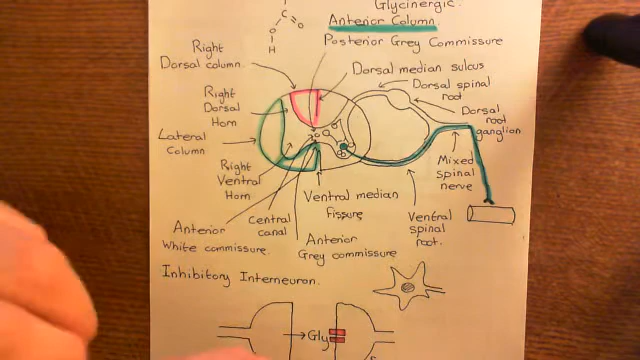 Glycinergic.
C
O
O
H
Anterior Column.
Posterior Grey Commissure
Right
Dorsal column.
Dorsal median sulcus
Dorsal spinal
root
Right
Dorsal
Horn
Dorsal
root
ganglion
Lateral
Column
Mixed
spinal
nerve
Right
Ventral
Horn
Ventral median
fissure
Ventral
spinal
root.
Central
canal
Anterior
White commissure.
Anterior
Grey commissure
Inhibitory Interneuron.
Gly